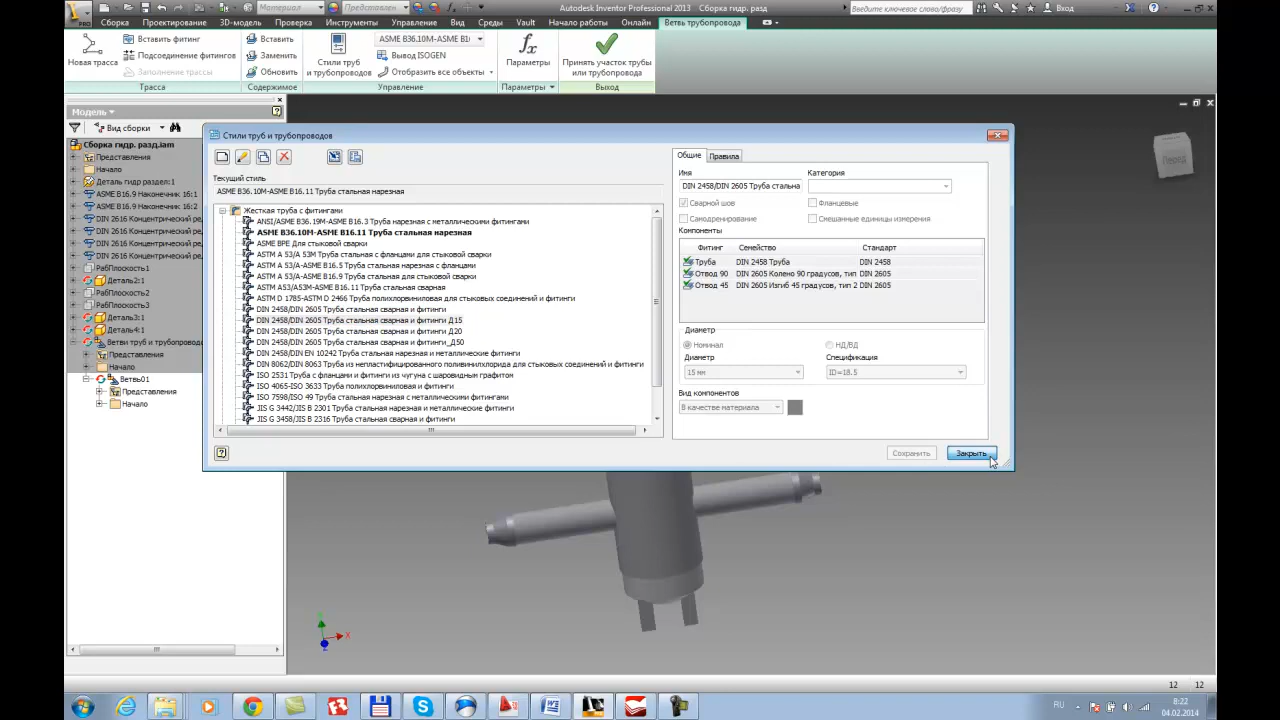 Материал
Представлен
Autodesk Inventor Professional 2013 Сборка гидр. разд
Введите ключевое слово/фразу
Вход
PRO
Сборка
Проектирование
3D-модель
Проверка
Инструменты
Управление
Вид
Среды
Vault
Начало работы
Онлайн
Ветвь трубопровода
Новая трасса
Вставить фитинг
Подсоединение фитингов
Заполнение трассы
Трасса
Вставить
Заменить
Обновить
Содержимое
Стили труб и трубопроводов
ASME B36.10M-ASME B16
Вывод ISOGEN
Отобразить все объекты
Управление
fx
Параметры
Параметры
Принять участок трубы или трубопровода
Выход
Модель
Вид сборки
Сборка гидр. разд.iam
Представления
Начало
Деталь гидр раздел:1
ASME B16.9 Наконечник 16:1
ASME B16.9 Наконечник 16:2
DIN 2616 Концентрический ре
DIN 2616 Концентрический ре
DIN 2616 Концентрический ре
DIN 2616 Концентрический ре
РабПлоскость1
Деталь2:1
РабПлоскость2
РабПлоскость3
Деталь3:1
Деталь4:1
Ветви труб и трубопроводо
Представления
Начало
Ветвь01
Представления
Начало
Стили труб и трубопроводов
Текущий стиль
ASME B36.10M-ASME B16.11 Труба стальная нарезная
Жесткая труба с фитингами
ANSI/ASME B36.19M-ASME B16.3 Труба нарезная с металлическими фитингами
ASME B36.10M-ASME B16.11 Труба стальная нарезная
ASME BPE Для стыковой сварки
ASTM A 53/A 53M Труба стальная с фланцами для стыковой сварки
ASTM A 53/A-ASME B16.5 Труба стальная нарезная с фланцами
ASTM A 53/A-ASME B16.9 Труба стальная для стыковой сварки
ASTM A53/A53M-ASME B16.11 Труба стальная сварная
ASTM D 1785-ASTM D 2466 Труба полихлорвиниловая для стыковых соединений и фитинги
DIN 2458/DIN 2605 Труба стальная сварная и фитинги
DIN 2458/DIN 2605 Труба стальная сварная и фитинги Д15
DIN 2458/DIN 2605 Труба стальная сварная и фитинги Д20
DIN 2458/DIN 2605 Труба стальная сварная и фитинги_Д50
DIN 2458/DIN EN 10242 Труба стальная нарезная и металлические фитинги
DIN 8062/DIN 8063 Труба из непластифицированного поливинилхлорида для стыковых соединений и фитинги
ISO 2531 Труба с фланцами и фитинги из чугуна с шаровидным графитом
ISO 4065-ISO 3633 Труба полихлорвиниловая и фитинги
ISO 7598/ISO 49 Труба стальная нарезная с металлическими фитингами
JIS G 3442/JIS B 2301 Труба стальная нарезная и металлические фитинги
JIS G 3458/JIS B 2316 Труба стальная сварная и фитинги
Общие
Правила
Имя
Категория
DIN 2458/DIN 2605 Труба стальна
Сварной шов
Фланцевые
Самодренирование
Смешанные единицы измерения
Компоненты
Фитинг Семейство Стандарт
Труба DIN 2458 Труба DIN 2458
Отвод 90 DIN 2605 Колено 90 градусов, тип DIN 2605
Отвод 45 DIN 2605 Изгиб 45 градусов, тип 2 DIN 2605
Диаметр
Номинал
НД/ВД
Диаметр
Спецификация
15 мм
ID=18.5
Вид компонентов
В качестве материала
Сохранить
Закрыть
Перед
X
12 12
RU
8:22
04.02.2014